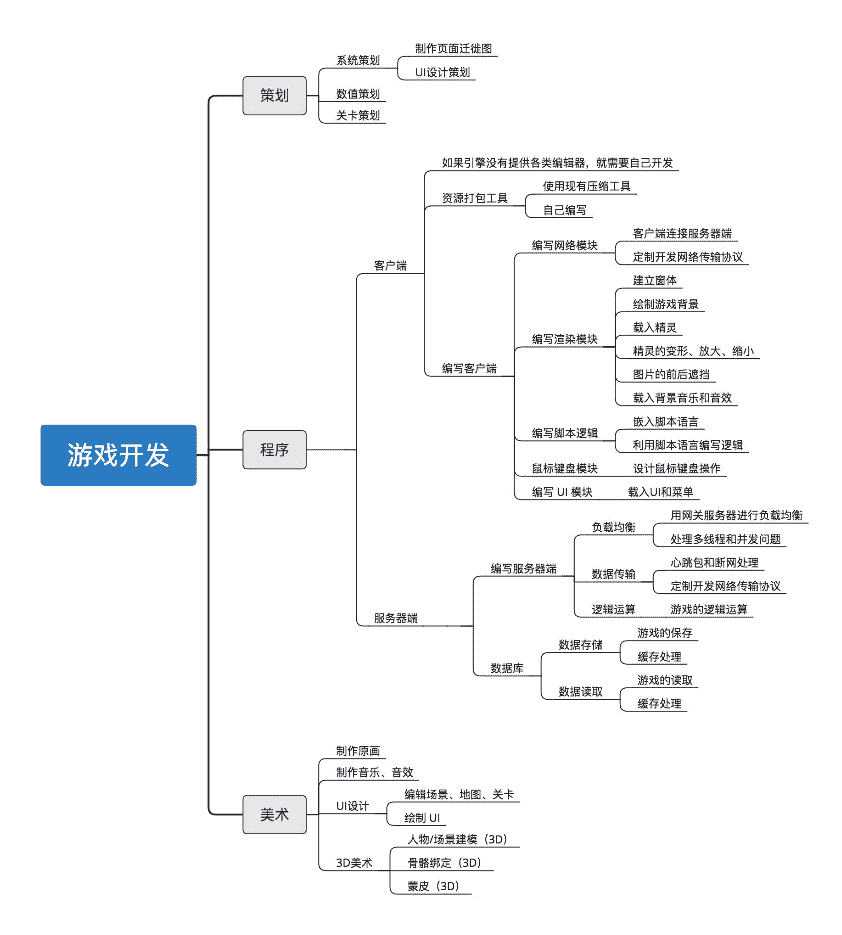 游戏开发
策划
系统策划
制作页面迁徙图
UI设计策划
数值策划
关卡策划
程序
客户端
如果引擎没有提供各类编辑器，就需要自己开发
资源打包工具
使用现有压缩工具
自己编写
编写客户端
编写网络模块
客户端连接服务器端
定制开发网络传输协议
编写渲染模块
建立窗体
绘制游戏背景
载入精灵
精灵的变形、放大、缩小
图片的前后遮挡
载入背景音乐和音效
编写脚本逻辑
嵌入脚本语言
利用脚本语言编写逻辑
鼠标键盘模块
设计鼠标键盘操作
编写 UI 模块
载入UI和菜单
服务器端
编写服务器端
负载均衡
用网关服务器进行负载均衡
处理多线程和并发问题
数据传输
心跳包和断网处理
定制开发网络传输协议
逻辑运算
游戏的逻辑运算
数据库
数据存储
游戏的保存
缓存处理
数据读取
游戏的读取
缓存处理
美术
制作原画
制作音乐、音效
UI设计
编辑场景、地图、关卡
绘制 UI
3D美术
人物/场景建模（3D）
骨骼绑定（3D）
蒙皮（3D）